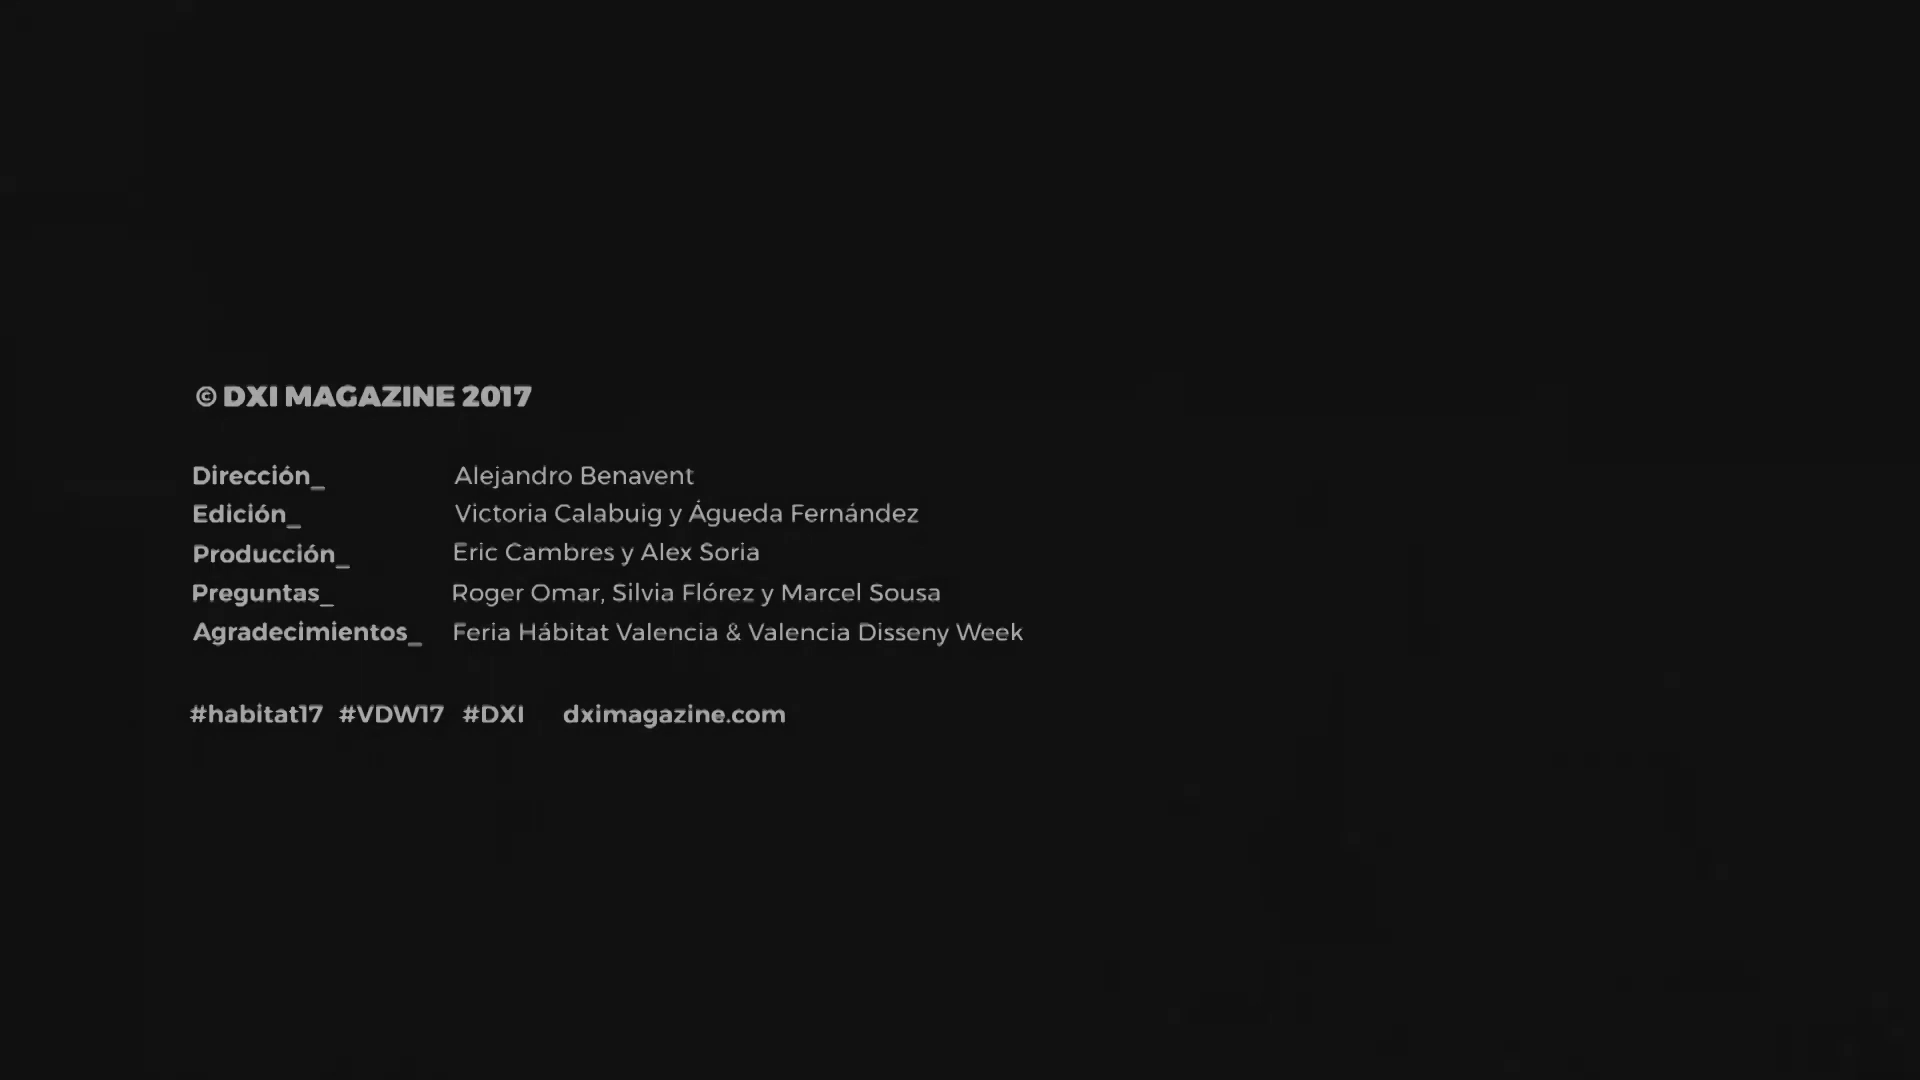 © DXI MAGAZINE 2017
Dirección_ Alejandro Benavent
Edición_ Victoria Calabuig y Águeda Fernández
Producción_ Eric Cambres y Alex Soria
Preguntas_ Roger Omar, Silvia Flórez y Marcel Sousa
Agradecimientos_ Feria Hábitat Valencia & Valencia Disseny Week
#habitat17 #VDW17 #DXI dximagazine.com